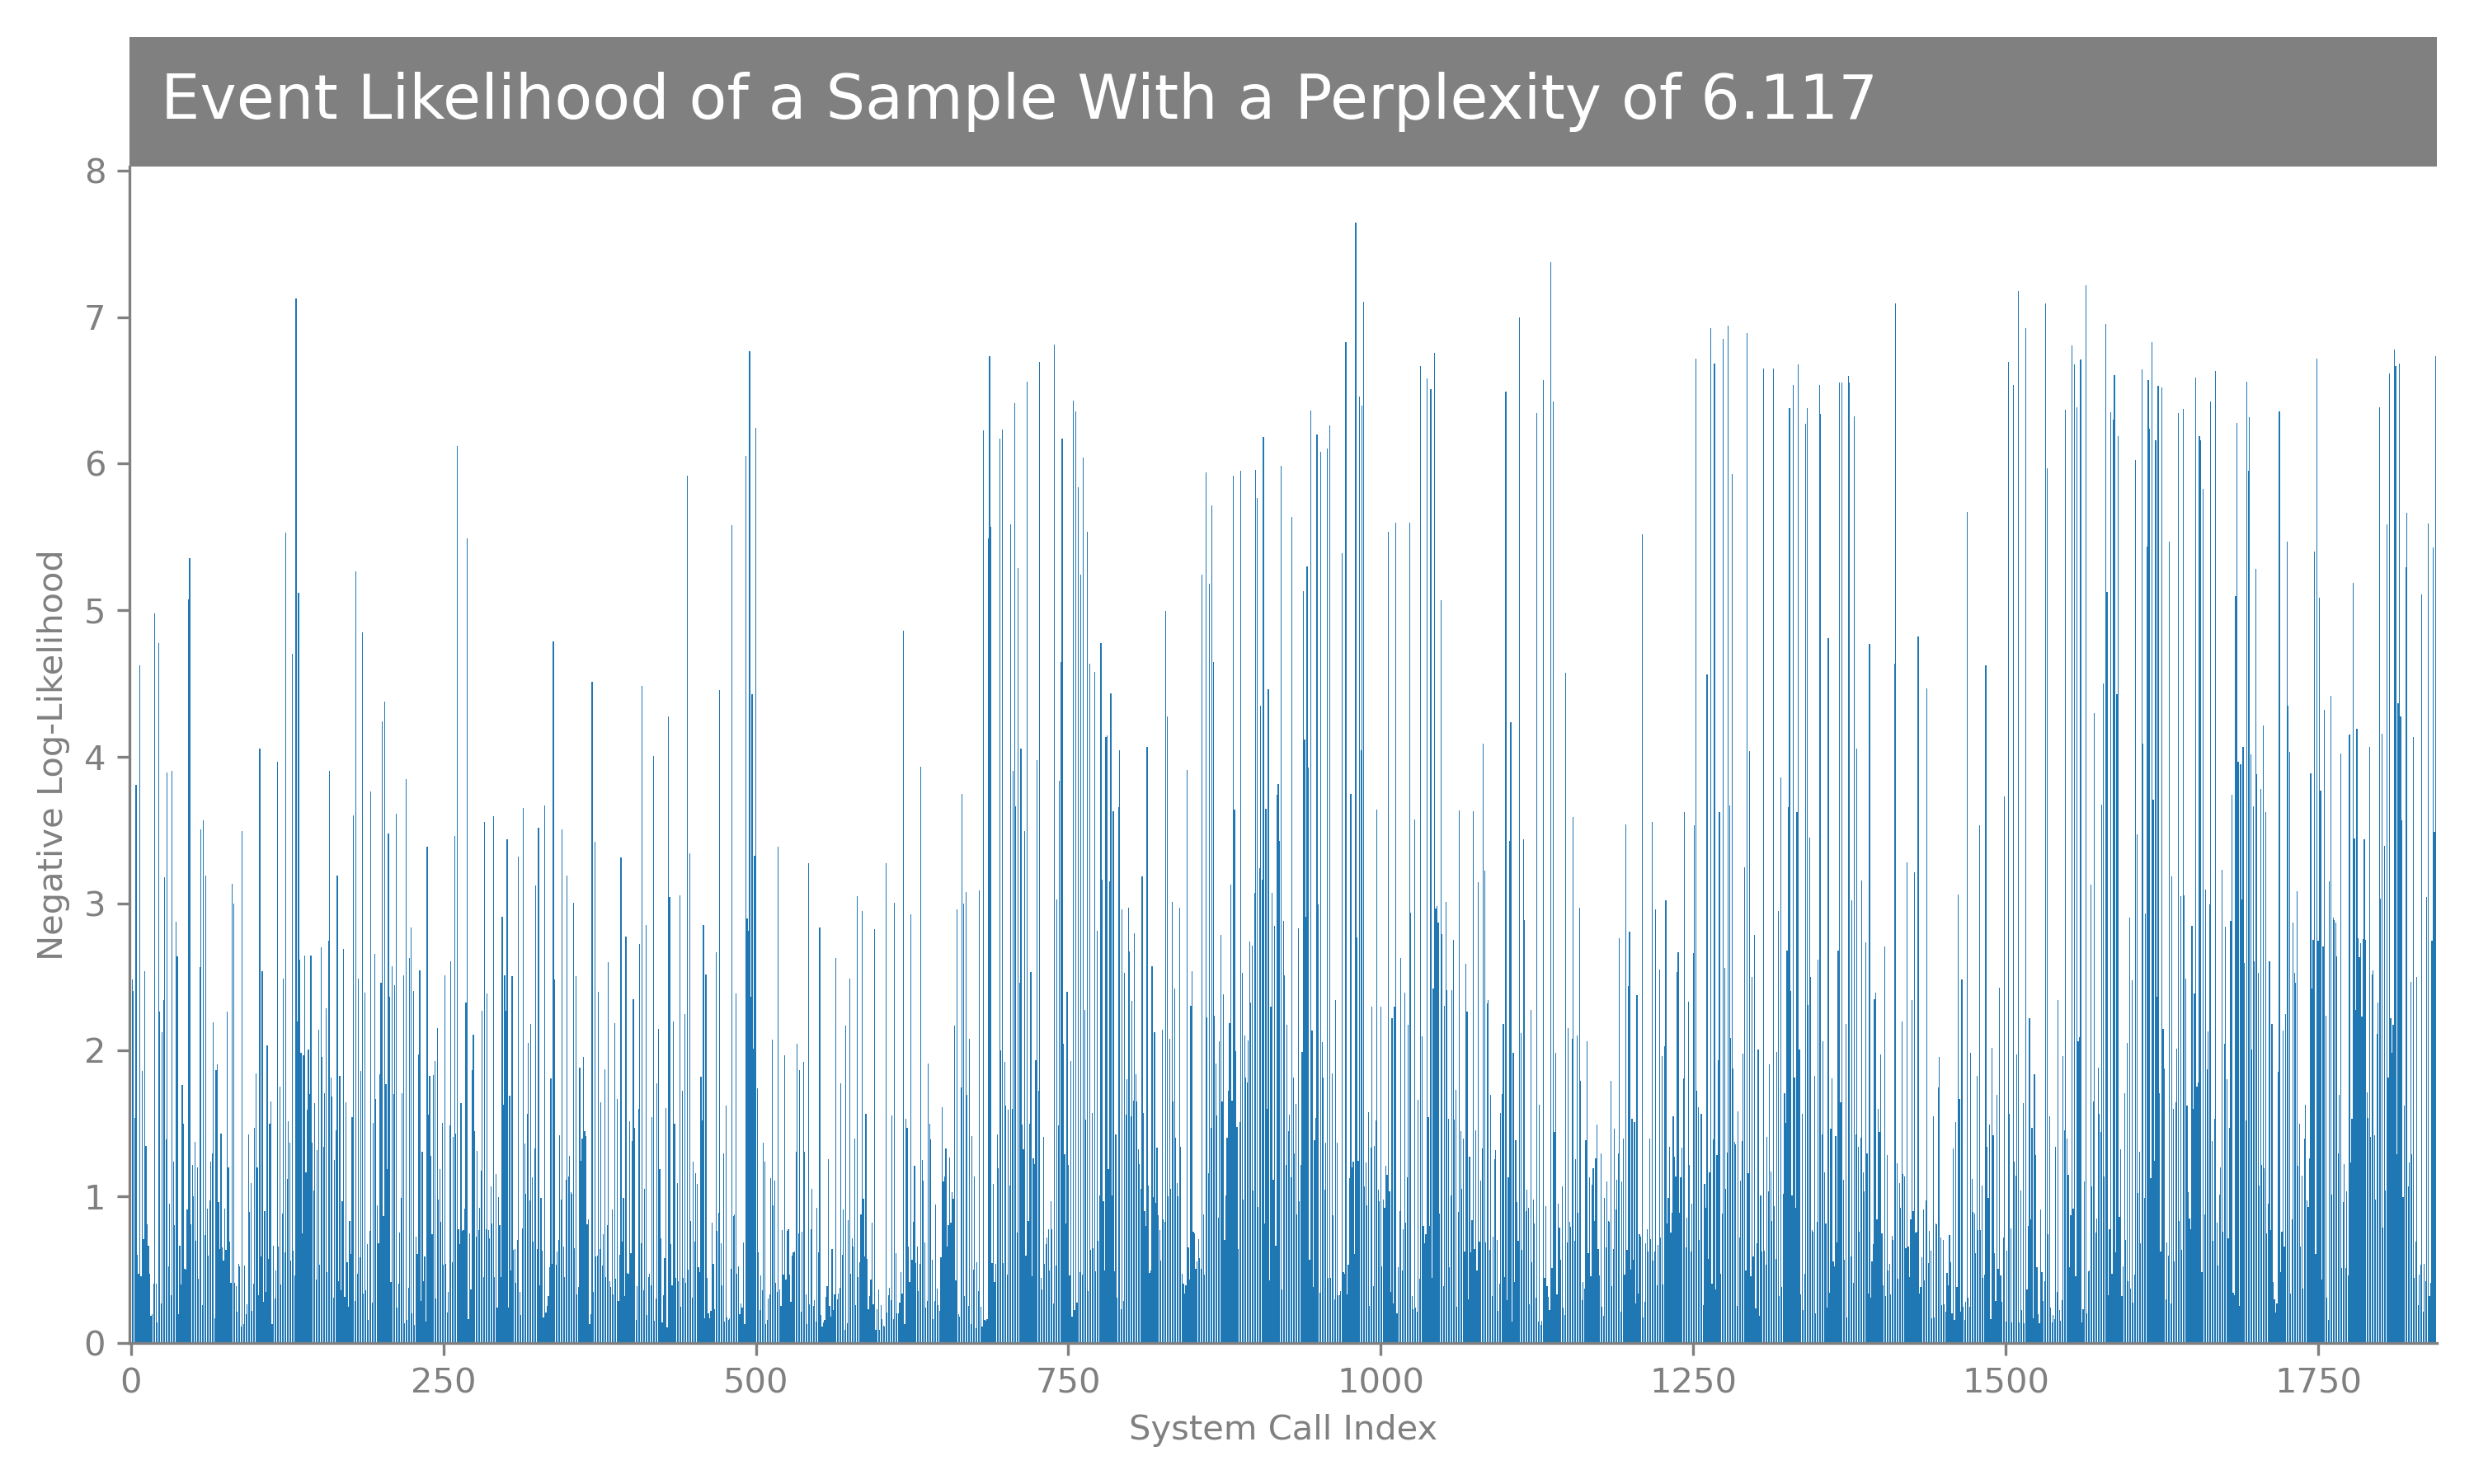 Event Likelihood of a Sample With a Perplexity of 6.117
8
7
6
5
4
3
2
1
0
Negative Log-Likelihood
0 250 500 750 1000 1250 1500 1750
System Call Index